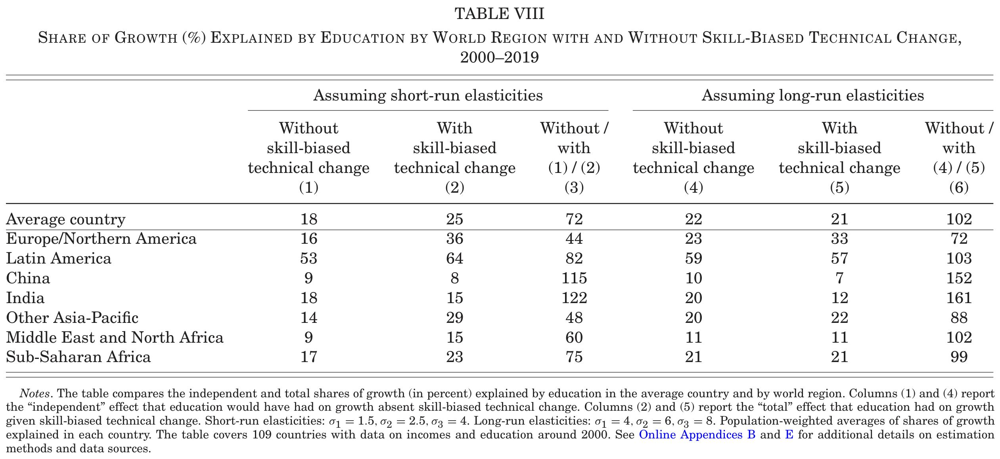 TABLE VIII
SHARE OF GROWTH (%) EXPLAINED BY EDUCATION BY WORLD REGION WITH AND WITHOUT SKILL-BIASED TECHNICAL CHANGE,
2000–2019
Assuming short-run elasticities Assuming long-run elasticities
Without With Without / Without With Without /
skill-biased skill-biased with skill-biased skill-biased with
technical change technical change (1) / (2) technical change technical change (4) / (5)
(1) (2) (3) (4) (5) (6)
Average country 18 25 72 22 21 102
Europe/Northern America 16 36 44 23 33 72
Latin America 53 64 82 59 57 103
China 9 8 115 10 7 152
India 18 15 122 20 12 161
Other Asia-Pacific 14 29 48 20 22 88
Middle East and North Africa 9 15 60 11 11 102
Sub-Saharan Africa 17 23 75 21 21 99
Notes. The table compares the independent and total shares of growth (in percent) explained by education in the average country and by world region. Columns (1) and (4) report
the “independent” effect that education would have had on growth absent skill-biased technical change. Columns (2) and (5) report the “total” effect that education had on growth
given skill-biased technical change. Short-run elasticities: σ₁ = 1.5, σ₂ = 2.5, σ₃ = 4. Long-run elasticities: σ₁ = 4, σ₂ = 6, σ₃ = 8. Population-weighted averages of shares of growth
explained in each country. The table covers 109 countries with data on incomes and education around 2000. See Online Appendices B and E for additional details on estimation
methods and data sources.